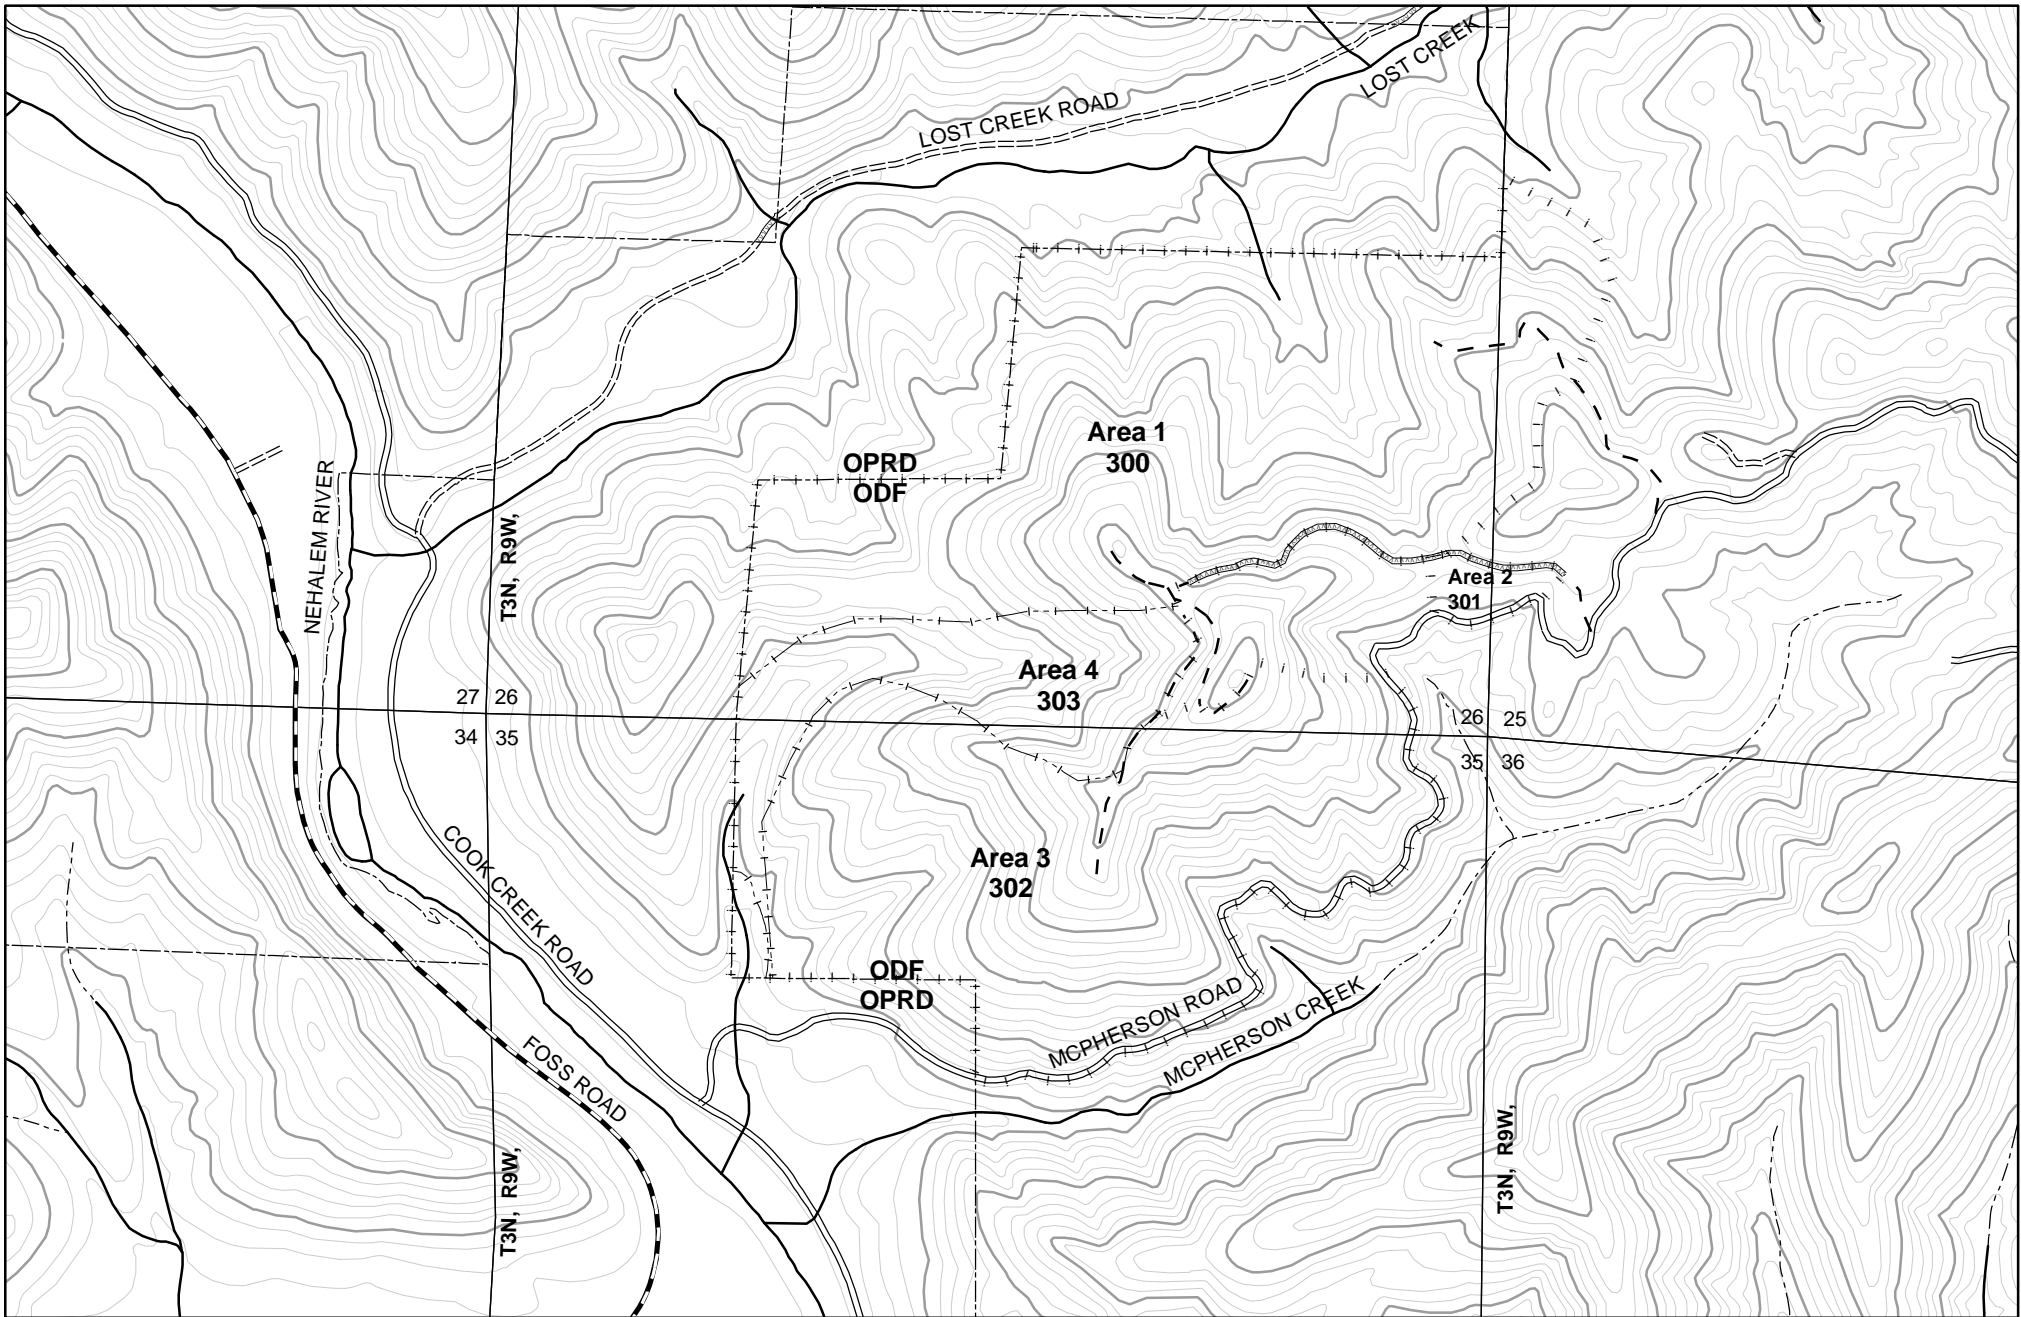 LOST CREEK
LOST CREEK ROAD
Area 1
300
OPRD
ODF
NEHALEM RIVER
T3N, R9W,
Area 2
301
Area 4
303
27 26
34 35
26 25
35 36
COOK CREEK ROAD
Area 3
302
ODF
OPRD
MCPHERSON ROAD
MCPHERSON CREEK
FOSS ROAD
T3N, R9W,
T3N, R9W,